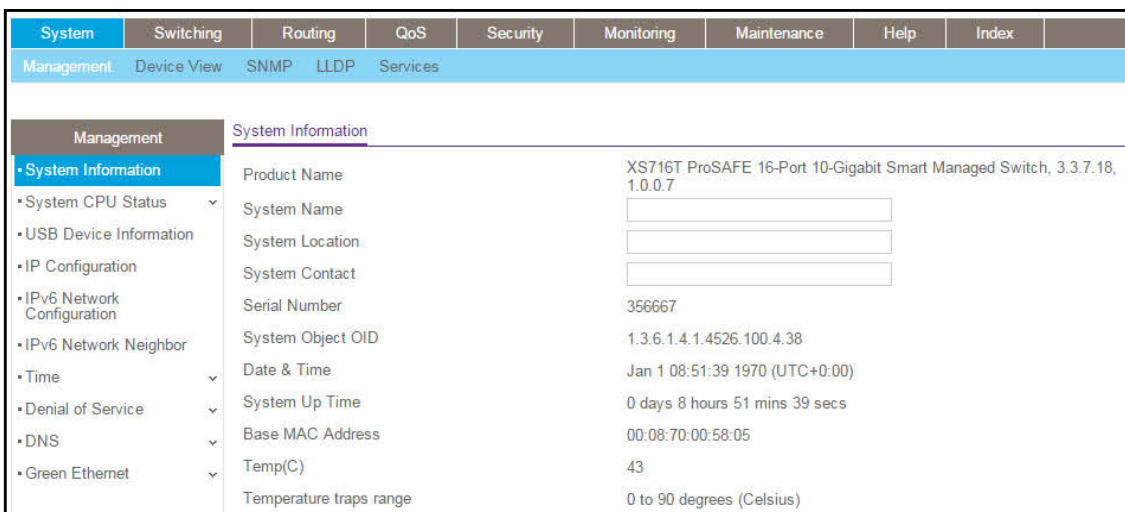 System Switching Routing QoS Security Monitoring Maintenance Help Index
Management Device View SNMP LLDP Services
Management
System Information
System CPU Status
USB Device Information
IP Configuration
IPv6 Network
Configuration
IPv6 Network Neighbor
Time
Denial of Service
DNS
Green Ethernet
System Information
Product Name XS716T ProSAFE 16-Port 10-Gigabit Smart Managed Switch, 3.3.7.18,
1.0.0.7
System Name
System Location
System Contact
Serial Number 356667
System Object OID 1.3.6.1.4.1.4526.100.4.38
Date & Time Jan 1 08:51:39 1970 (UTC+0:00)
System Up Time 0 days 8 hours 51 mins 39 secs
Base MAC Address 00:08:70:00:58:05
Temp(C) 43
Temperature traps range 0 to 90 degrees (Celsius)